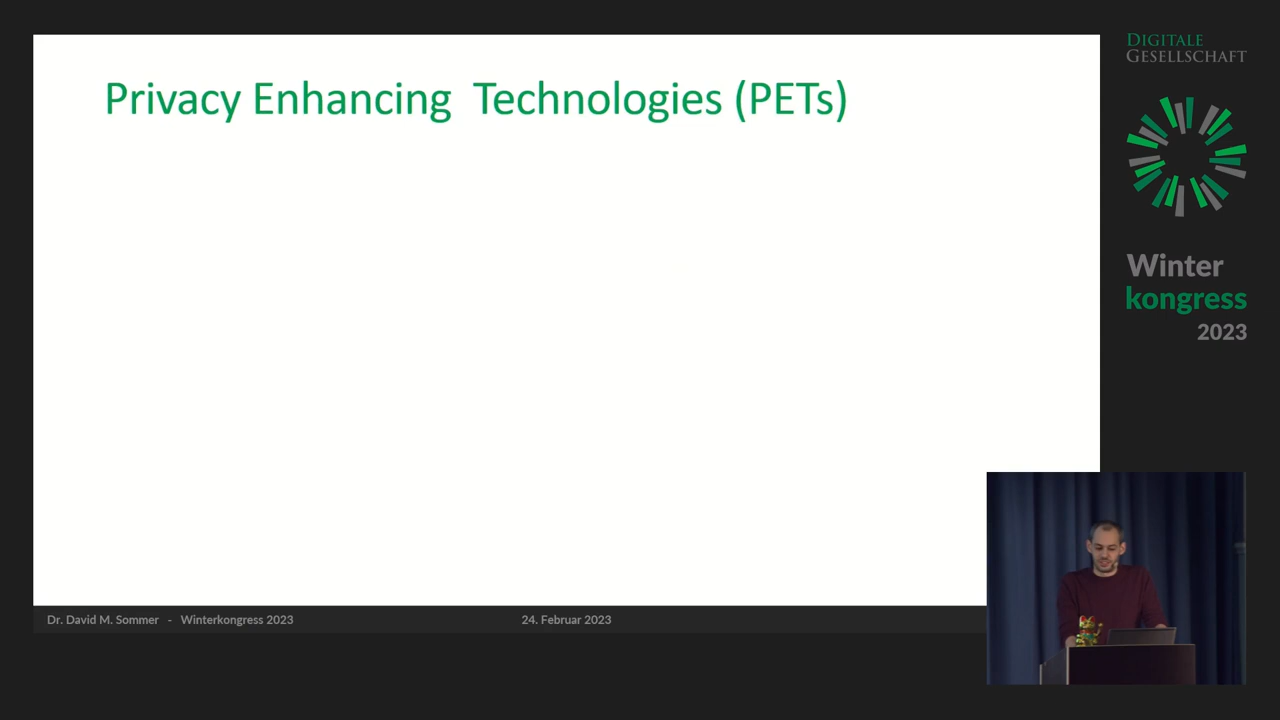 Privacy Enhancing  Technologies (PETs)
DIGITALE
GESELLSCHAFT
Winter
kongress
2023
Dr. David M. Sommer  -  Winterkongress 2023
24. Februar 2023